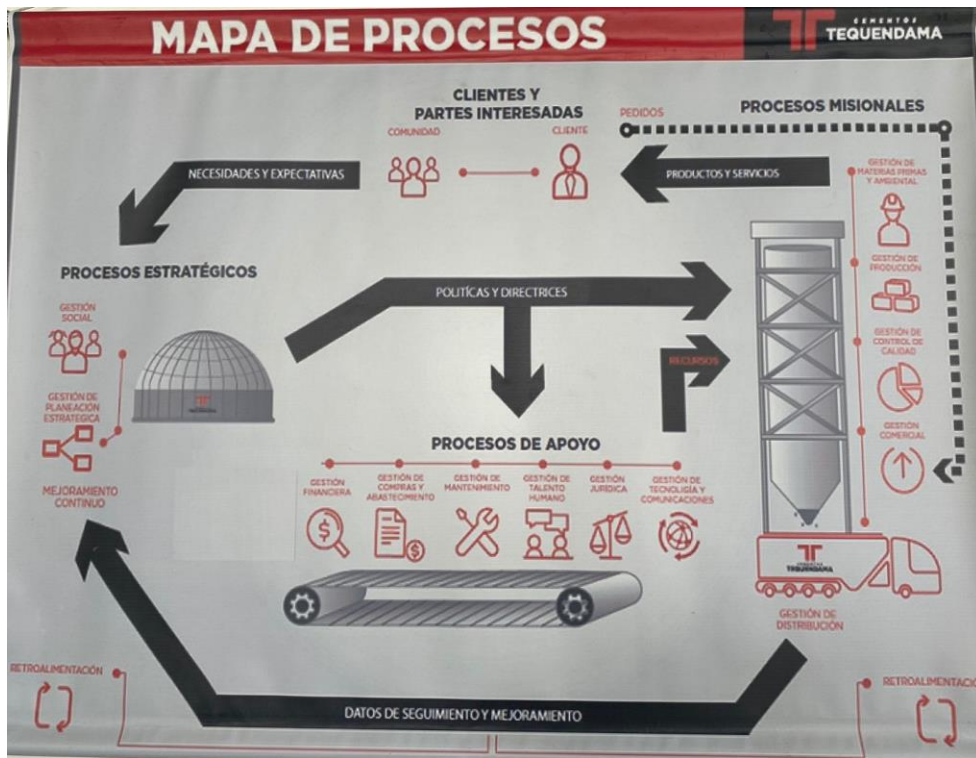 MAPA DE PROCESOS
CEMENTOS
TEQUENDAMA
CLIENTES Y
PARTES INTERESADAS
PROCESOS MISIONALES
PEDIDOS
COMUNIDAD
CLIENTE
NECESIDADES Y EXPECTATIVAS
PRODUCTOS Y SERVICIOS
GESTIÓN DE
MATERIAS PRIMAS
Y AMBIENTAL
PROCESOS ESTRATÉGICOS
GESTIÓN DE
PRODUCCIÓN
POLITÍCAS Y DIRECTRICES
GESTIÓN
SOCIAL
GESTIÓN DE
CONTROL DE
CALIDAD
RECURSOS
GESTIÓN DE
PLANEACIÓN
ESTRATÉGICA
TEQUENDAMA
GESTIÓN
COMERCIAL
PROCESOS DE APOYO
GESTIÓN
FINANCIERA
GESTIÓN DE
COMPRAS Y
ABASTECIMIENTO
GESTIÓN DE
MANTENIMIENTO
GESTIÓN DE
TALENTO
HUMANO
GESTIÓN
JURÍDICA
GESTIÓN DE
TECNOLOGÍA Y
COMUNICACIONES
MEJORAMIENTO
CONTINUO
CEMENTOS
TEQUENDAMA
GESTIÓN DE
DISTRIBUCIÓN
RETROALIMENTACIÓN
RETROALIMENTACIÓ
DATOS DE SEGUIMIENTO Y MEJORAMIENTO